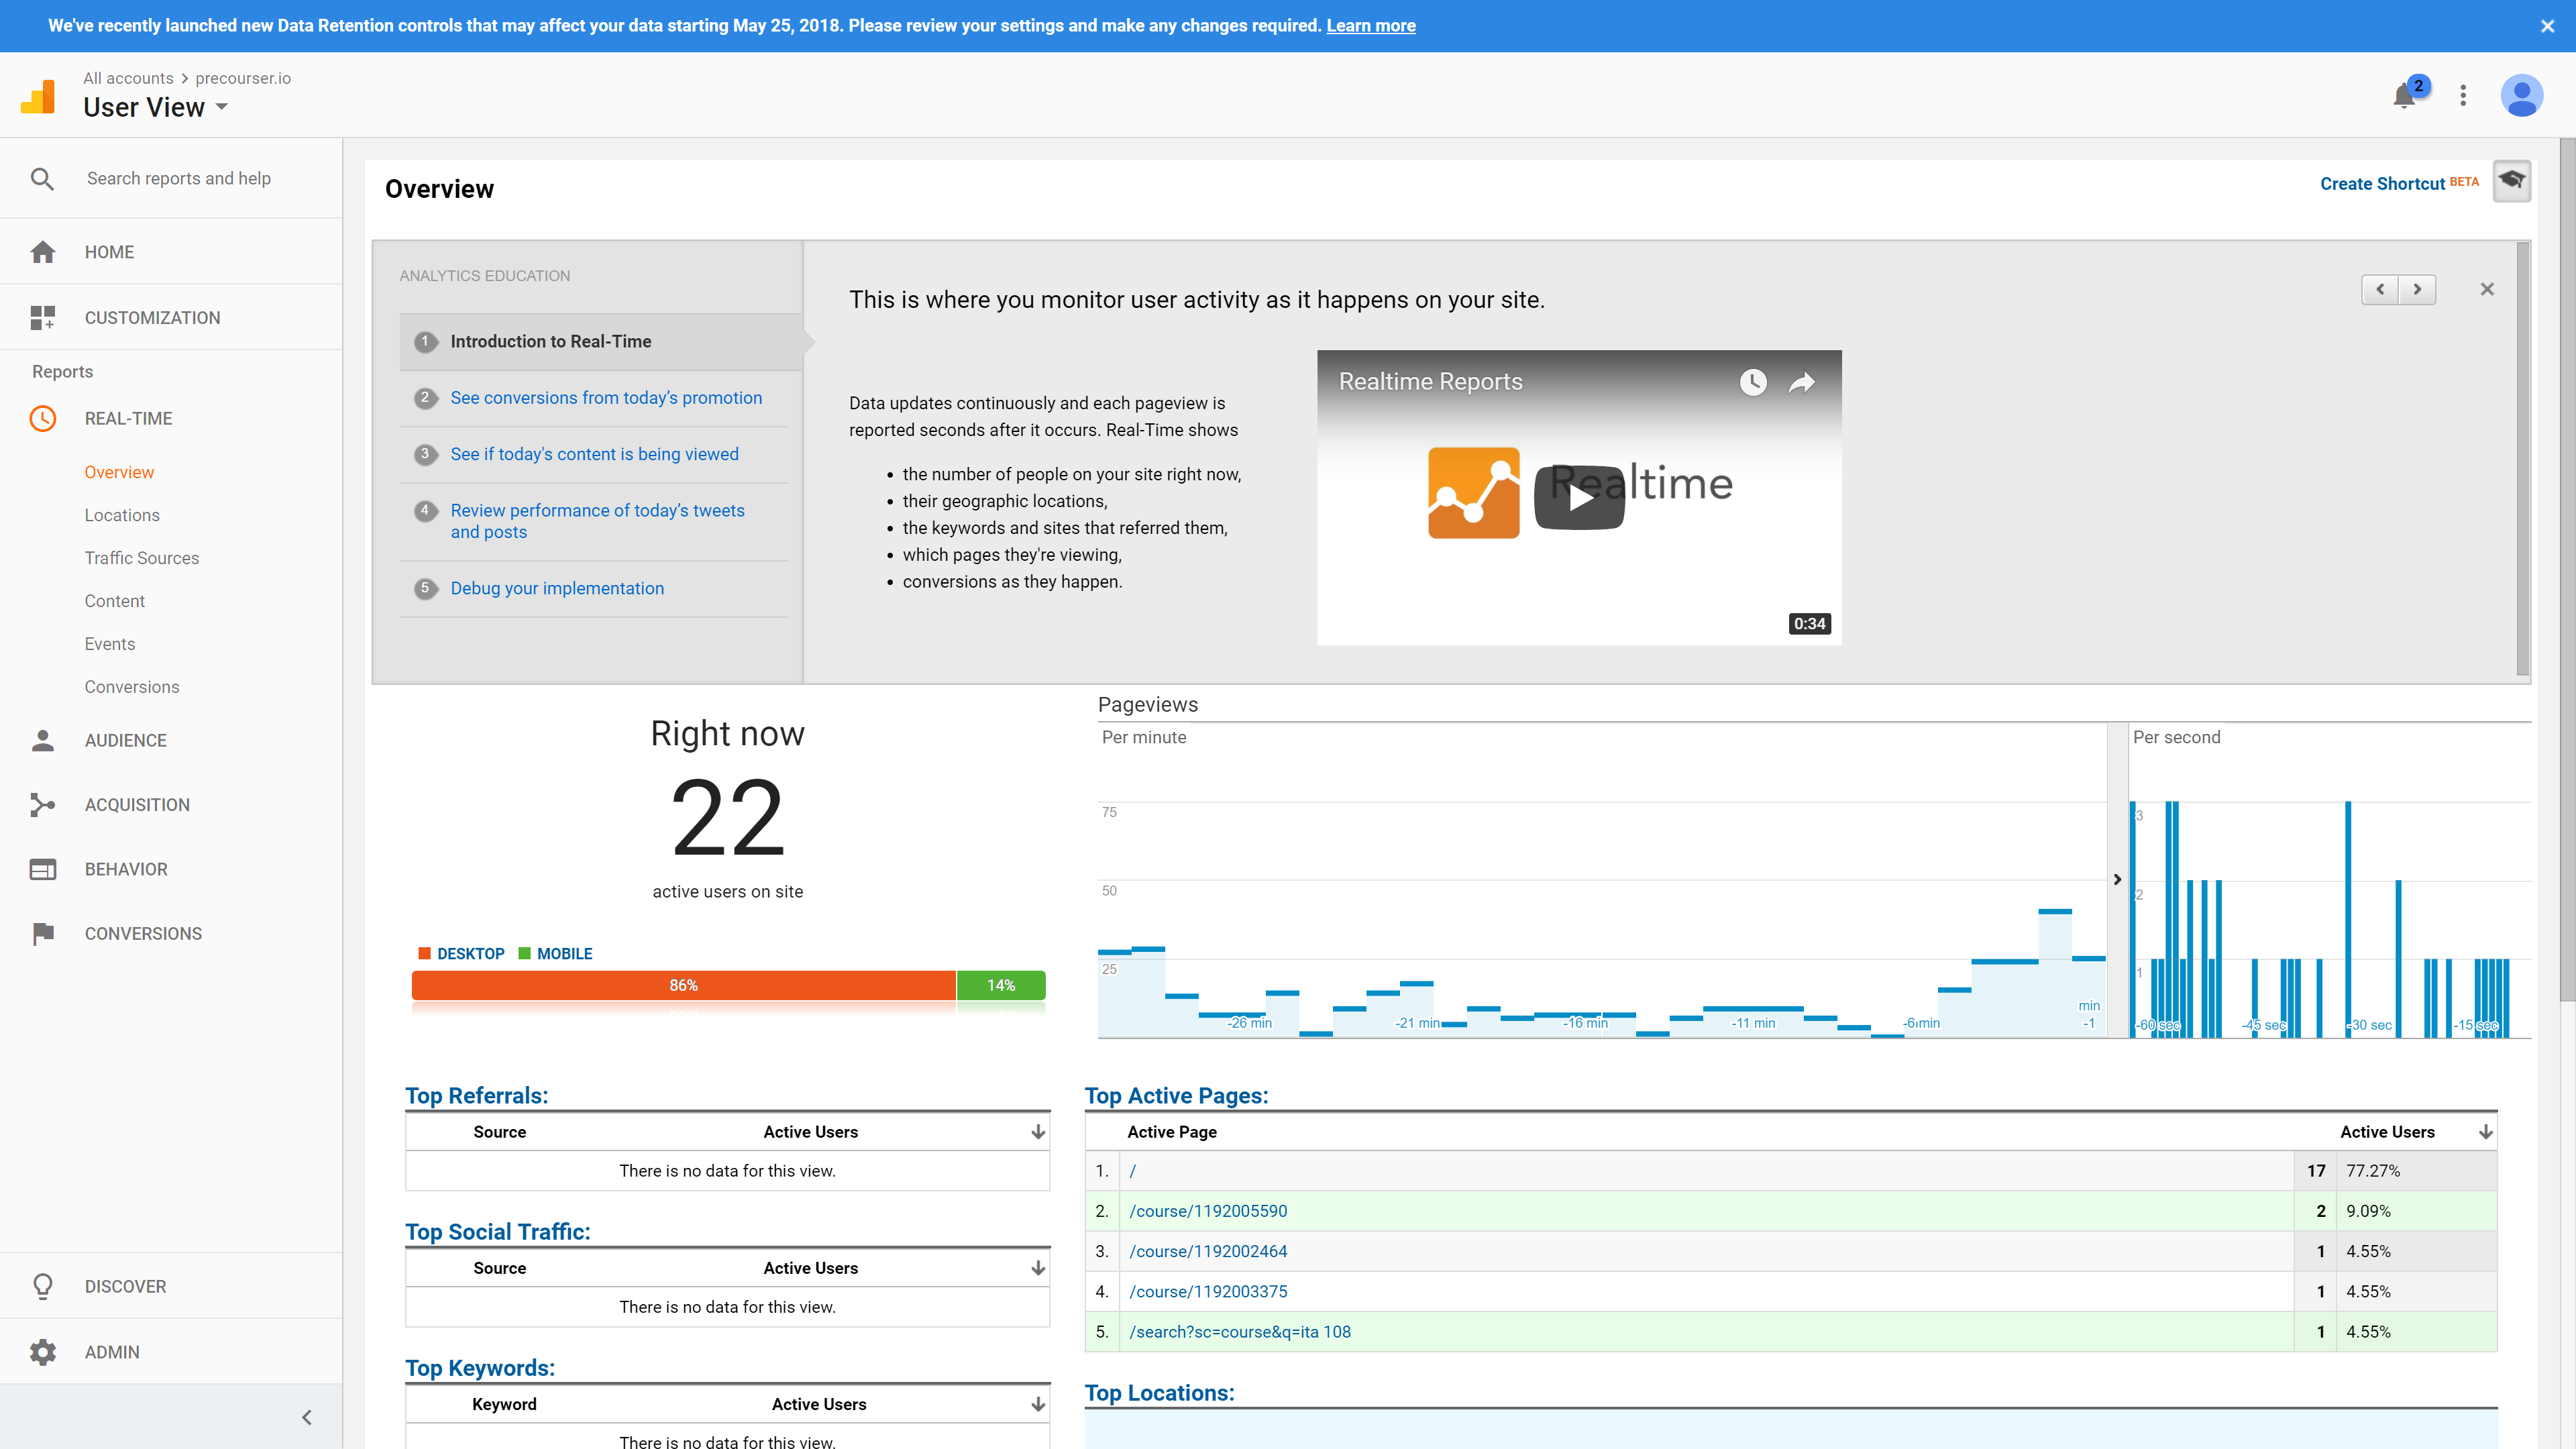 We've recently launched new Data Retention controls that may affect your data starting May 25, 2018. Please review your settings and make any changes required. Learn more
All accounts > precourser.io
User View
2
Search reports and help
HOME
CUSTOMIZATION
Reports
REAL-TIME
Overview
Locations
Traffic Sources
Content
Events
Conversions
AUDIENCE
ACQUISITION
BEHAVIOR
CONVERSIONS
DISCOVER
ADMIN
Overview
Create Shortcut BETA
ANALYTICS EDUCATION
1 Introduction to Real-Time
2 See conversions from today’s promotion
3 See if today's content is being viewed
4 Review performance of today’s tweets
and posts
5 Debug your implementation
This is where you monitor user activity as it happens on your site.
Data updates continuously and each pageview is
reported seconds after it occurs. Real-Time shows
• the number of people on your site right now,
• their geographic locations,
• the keywords and sites that referred them,
• which pages they're viewing,
• conversions as they happen.
Realtime Reports
Realtime
0:34
Right now
22
active users on site
DESKTOP MOBILE
86% 14%
Pageviews
Per minute
75
50
25
-26 min -21 min -16 min -11 min -6 min
min
-1
Per second
3
2
1
-60 sec -45 sec -30 sec -15 sec
Top Referrals:
Source Active Users
There is no data for this view.
Top Social Traffic:
Source Active Users
There is no data for this view.
Top Keywords:
Keyword Active Users
There is no data for this view.
Top Active Pages:
Active Page Active Users
1. / 17 77.27%
2. /course/1192005590 2 9.09%
3. /course/1192002464 1 4.55%
4. /course/1192003375 1 4.55%
5. /search?sc=course&q=ita 108 1 4.55%
Top Locations: